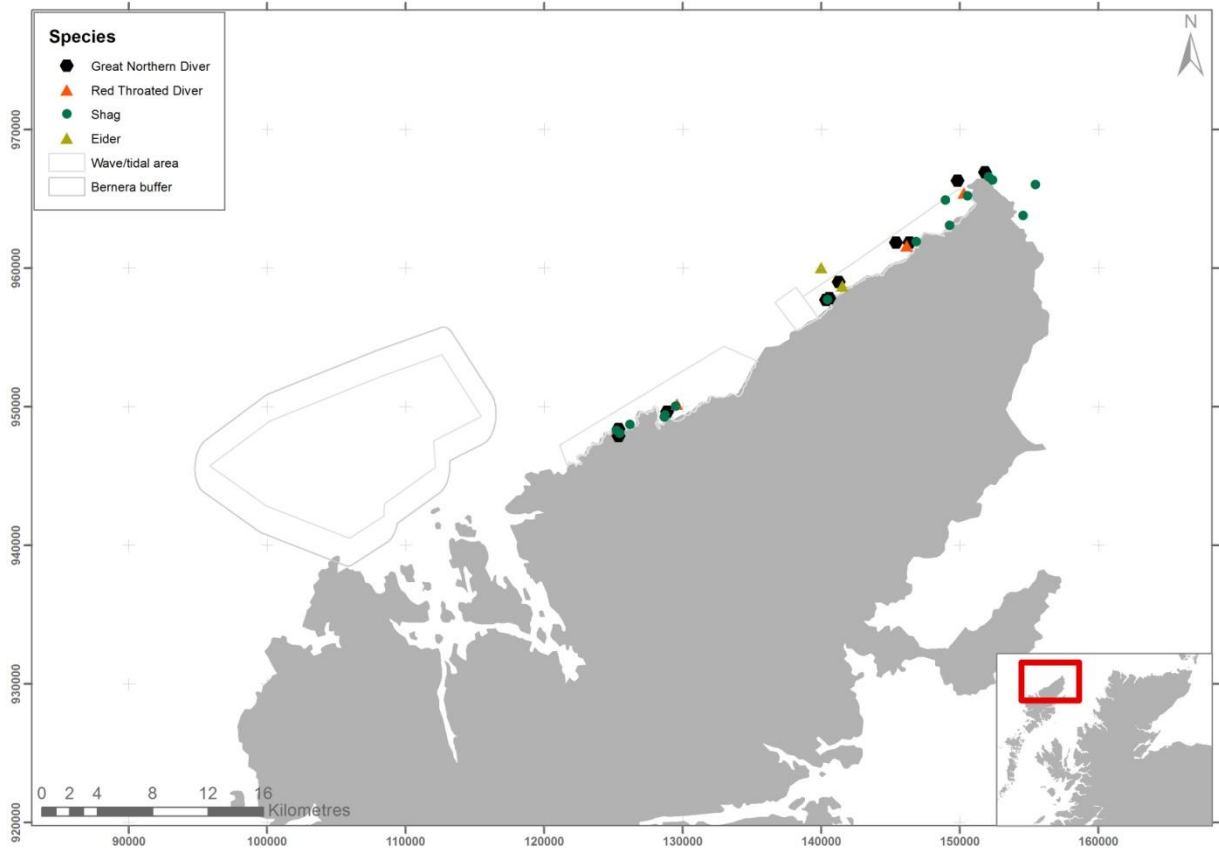 Species
Great Northern Diver
Red Throated Diver
Shag
Eider
Wave/tidal area
Bernera buffer
N
970000
960000
950000
940000
930000
920000
0 2 4 8 12 16
Kilometres
90000 100000 110000 120000 130000 140000 150000 160000